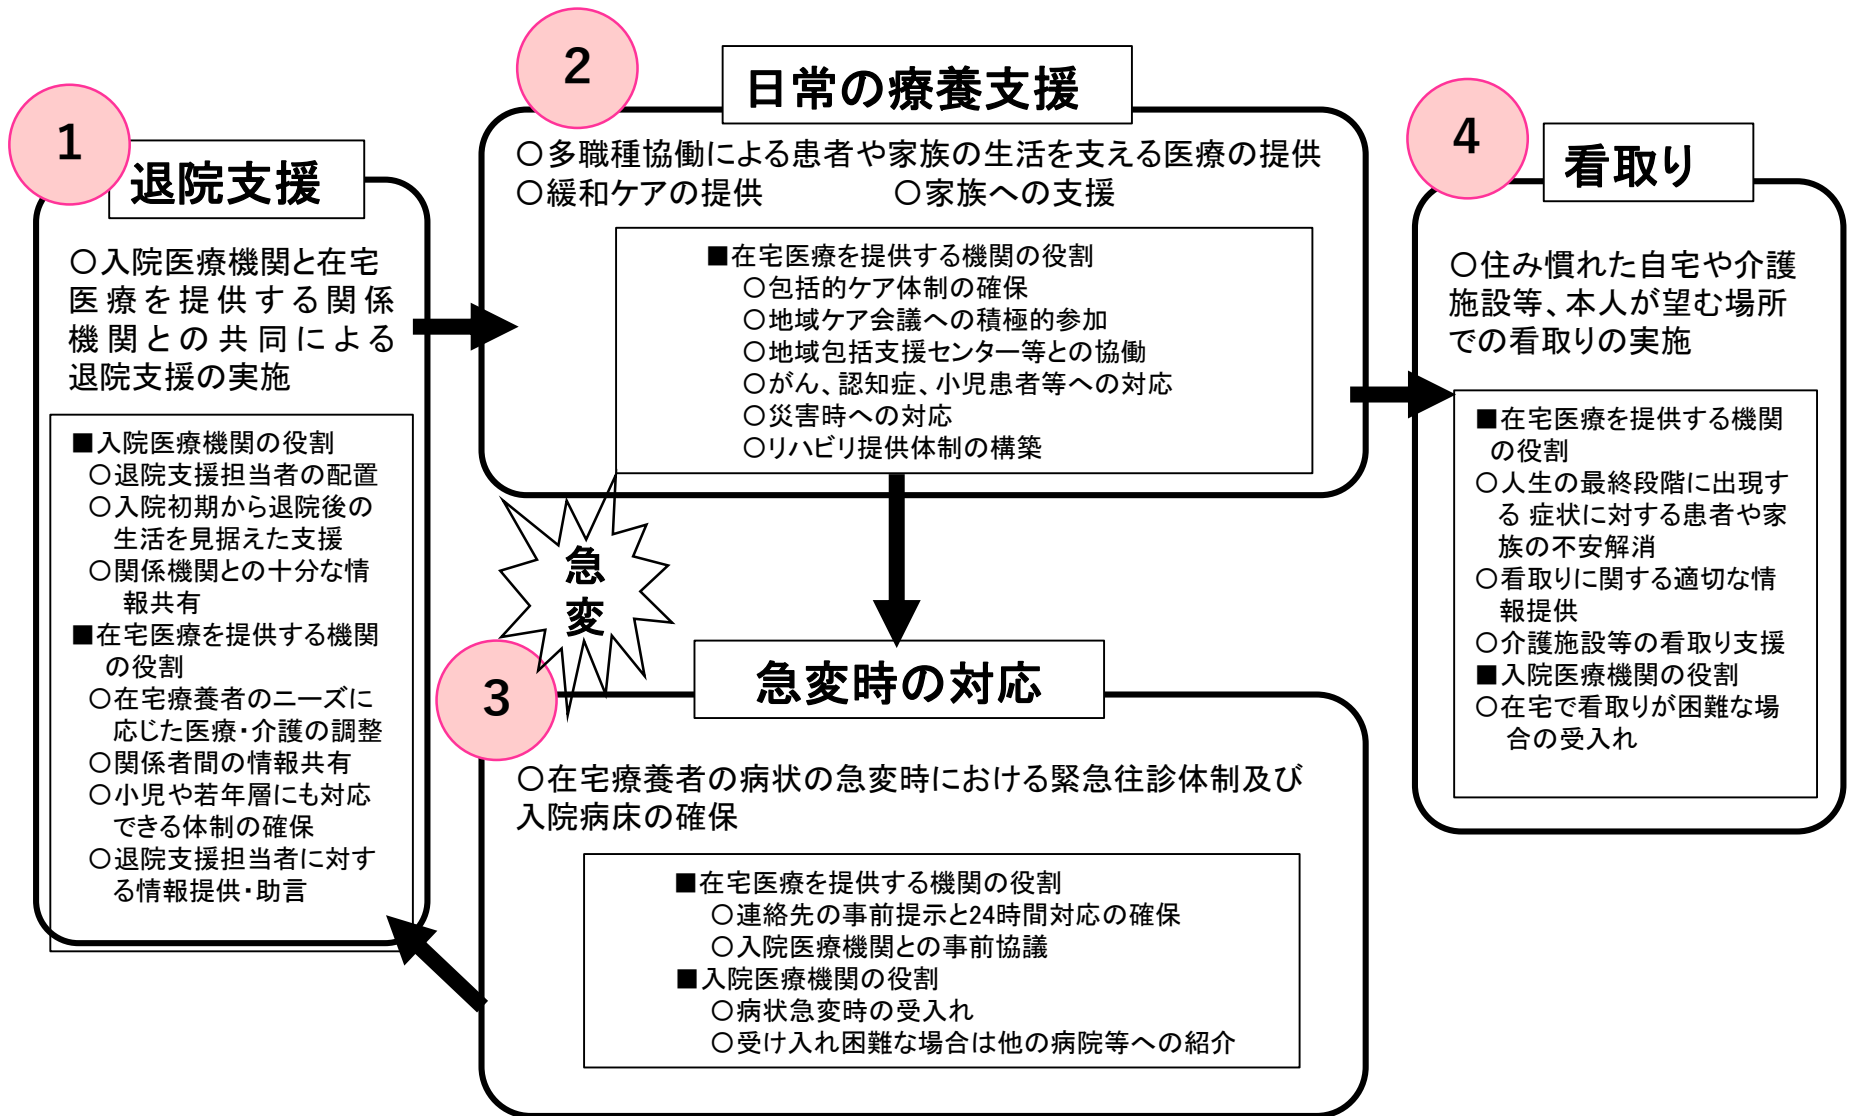 1
退院支援
〇入院医療機関と在宅
医療を提供する関係
機関との共同による
退院支援の実施
■入院医療機関の役割
〇退院支援担当者の配置
〇入院初期から退院後の
生活を見据えた支援
〇関係機関との十分な情
報共有
■在宅医療を提供する機関
の役割
〇在宅療養者のニーズに
応じた医療・介護の調整
〇関係者間の情報共有
〇小児や若年層にも対応
できる体制の確保
〇退院支援担当者に対す
る情報提供・助言
2
日常の療養支援
〇多職種協働による患者や家族の生活を支える医療の提供
〇緩和ケアの提供　〇家族への支援
■在宅医療を提供する機関の役割
〇包括的ケア体制の確保
〇地域ケア会議への積極的参加
〇地域包括支援センター等との協働
〇がん、認知症、小児患者等への対応
〇災害時への対応
〇リハビリ提供体制の構築
急
変
3
急変時の対応
〇在宅療養者の病状の急変時における緊急往診体制及び
入院病床の確保
■在宅医療を提供する機関の役割
〇連絡先の事前提示と24時間対応の確保
〇入院医療機関との事前協議
■入院医療機関の役割
〇病状急変時の受入れ
〇受け入れ困難な場合は他の病院等への紹介
4
看取り
〇住み慣れた自宅や介護
施設等、本人が望む場所
での看取りの実施
■在宅医療を提供する機関
の役割
〇人生の最終段階に出現す
る 症状に対する患者や家
族の不安解消
〇看取りに関する適切な情
報提供
〇介護施設等の看取り支援
■入院医療機関の役割
〇在宅で看取りが困難な場
合の受入れ